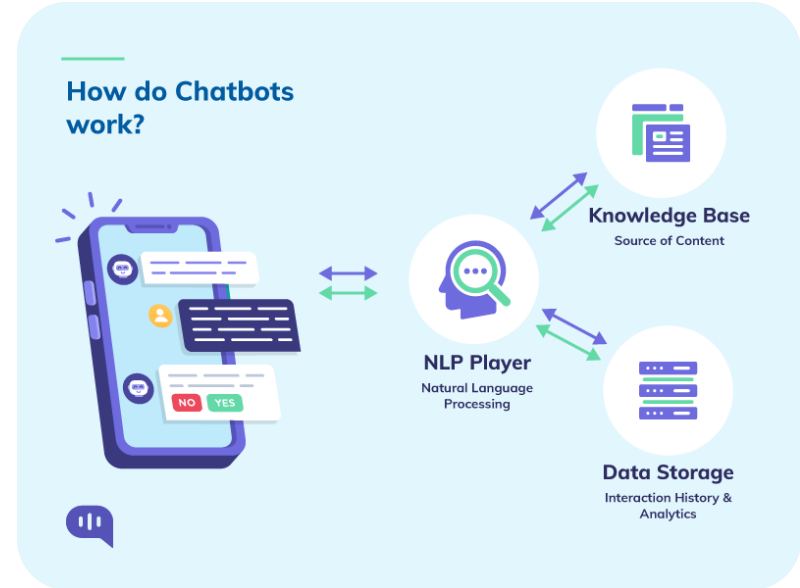 How do Chatbots
work?
NO YES
NLP Player
Natural Language
Processing
Knowledge Base
Source of Content
Data Storage
Interaction History &
Analytics